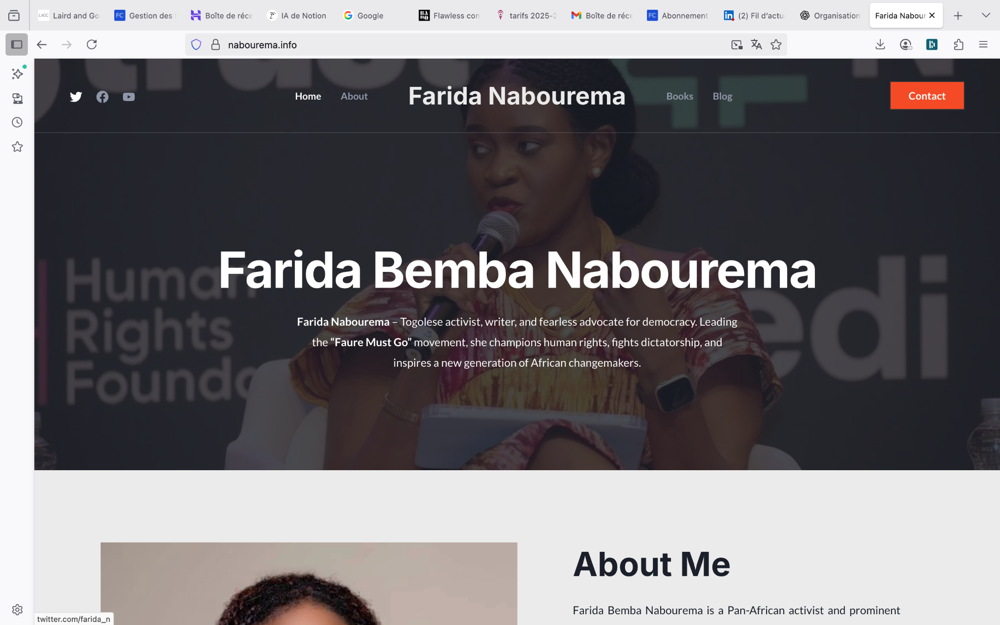 Laird and Go
Gestion des
Boîte de réce
IA de Notion
Google
Flawless con
tarifs 2025-2
Boîte de réce
Abonnement
(2) Fil d'actu
Organisation
Farida Nabour
nabourema.info
Home
About
Farida Nabourema
Books
Blog
Contact
Human
Rights
Founda
edi
Farida Bemba Nabourema
Farida Nabourema – Togolese activist, writer, and fearless advocate for democracy. Leading
the “Faure Must Go” movement, she champions human rights, fights dictatorship, and
inspires a new generation of African changemakers.
About Me
Farida Bemba Nabourema is a Pan-African activist and prominent
twitter.com/farida_n